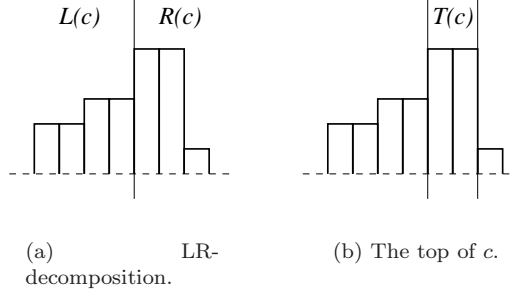 L(c) R(c)
T(c)
(a) LR-
decomposition.
(b) The top of c.